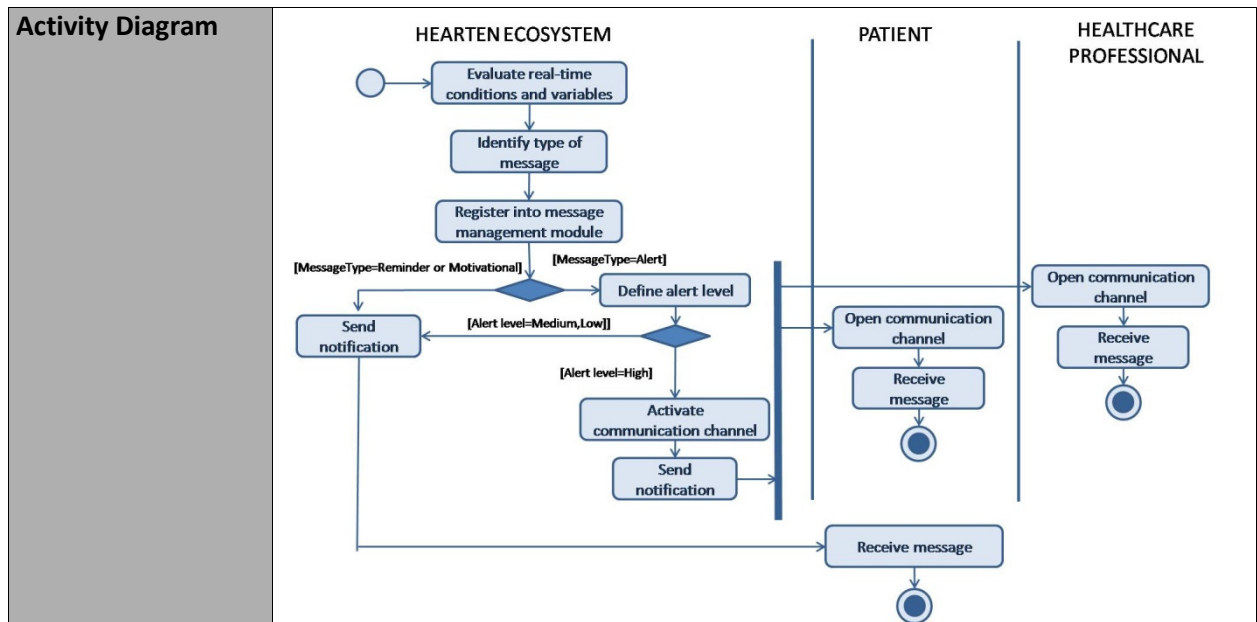 Activity Diagram
HEARTEN ECOSYSTEM
PATIENT
HEALTHCARE
PROFESSIONAL
Evaluate real-time
conditions and variables
Identify type of
message
Register into message
management module
[MessageType=Reminder or Motivational]
[MessageType=Alert]
Define alert level
Send
notification
[Alert level=Medium,Low]]
[Alert level=High]
Activate
communication channel
Send
notification
Open communication
channel
Receive
message
Open communication
channel
Receive
message
Receive message